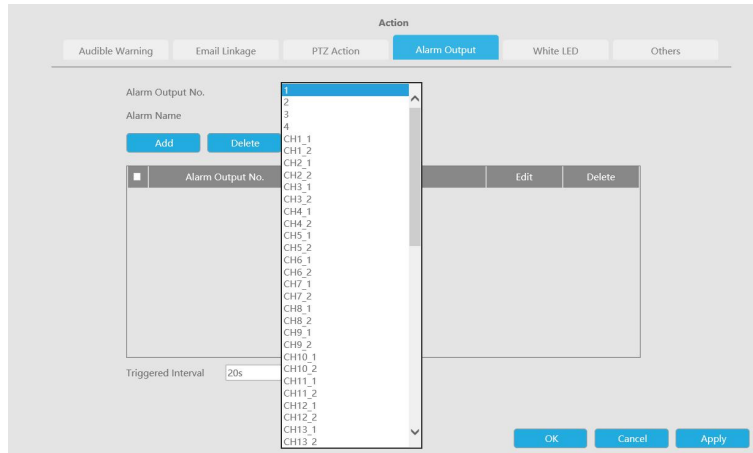 Action
Audible Warning Email Linkage PTZ Action Alarm Output White LED Others
Alarm Output No.
Alarm Name
Add Delete
Alarm Output No. Edit Delete
1
2
3
4
CH1_1
CH1_2
CH2_1
CH2_2
CH3_1
CH3_2
CH4_1
CH4_2
CH5_1
CH5_2
CH6_1
CH6_2
CH7_1
CH7_2
CH8_1
CH8_2
CH9_1
CH9_2
CH10_1
CH10_2
CH11_1
CH11_2
CH12_1
CH12_2
CH13_1
CH13_2
Triggered Interval 20s
OK Cancel Apply